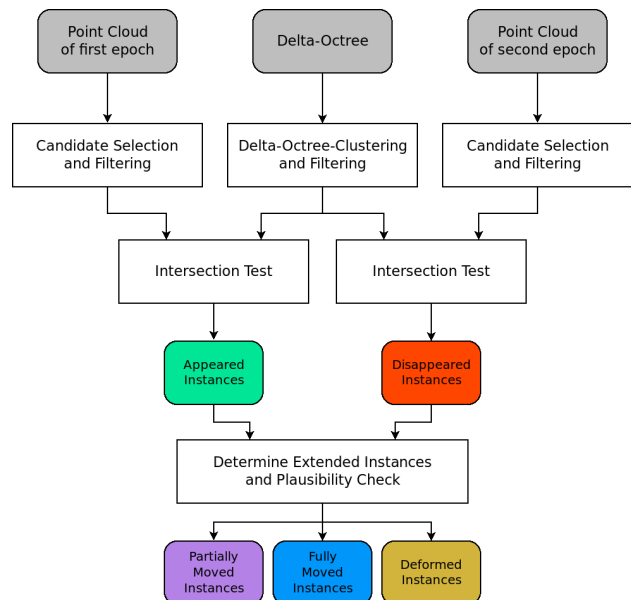 Point Cloud
of first epoch
Delta-Octree
Point Cloud
of second epoch
Candidate Selection
and Filtering
Delta-Octree-Clustering
and Filtering
Candidate Selection
and Filtering
Intersection Test
Intersection Test
Appeared
Instances
Disappeared
Instances
Determine Extended Instances
and Plausibility Check
Partially
Moved
Instances
Fully
Moved
Instances
Deformed
Instances